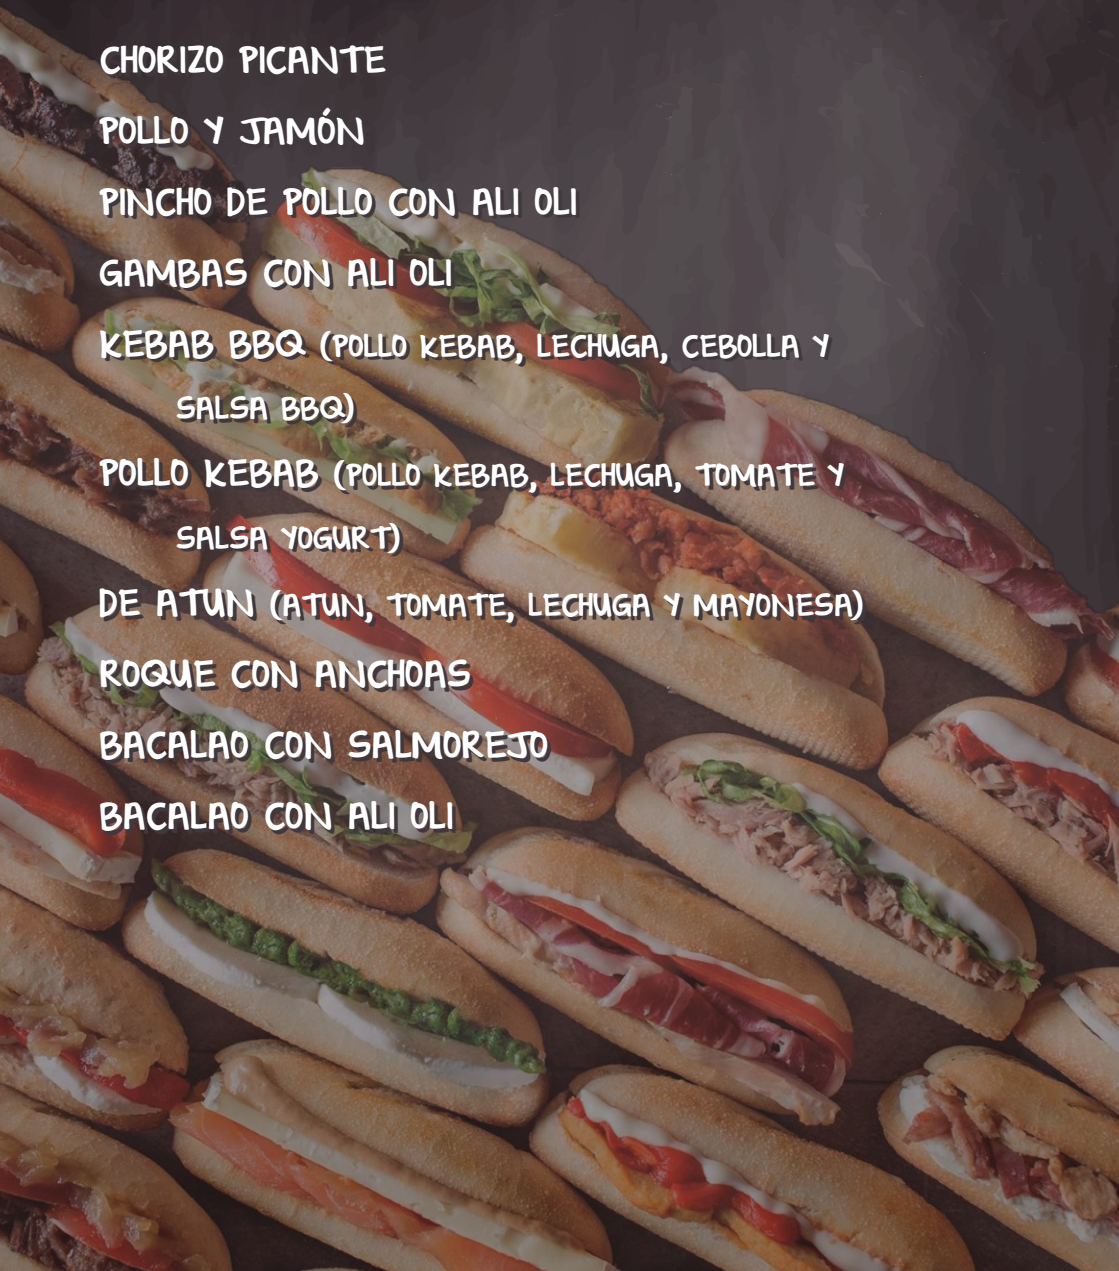 CHORIZO PICANTE
POLLO Y JAMÓN
PINCHO DE POLLO CON ALI OLI
GAMBAS CON ALI OLI
KEBAB BBQ (POLLO KEBAB, LECHUGA, CEBOLLA Y
SALSA BBQ)
POLLO KEBAB (POLLO KEBAB, LECHUGA, TOMATE Y
SALSA YOGURT)
DE ATUN (ATUN, TOMATE, LECHUGA Y MAYONESA)
ROQUE CON ANCHOAS
BACALAO CON SALMOREJO
BACALAO CON ALI OLI